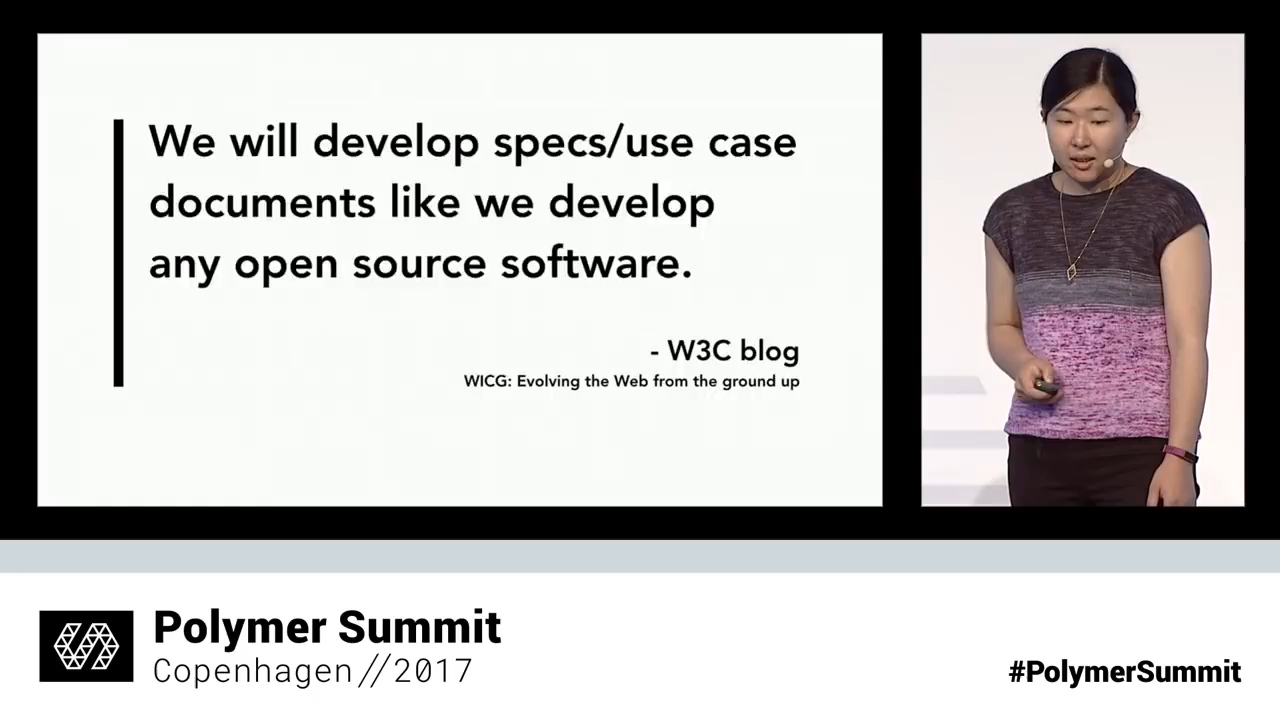 We will develop specs/use case
documents like we develop
any open source software.
- W3C blog
WICG: Evolving the Web from the ground up
Polymer Summit
Copenhagen//2017
#PolymerSummit